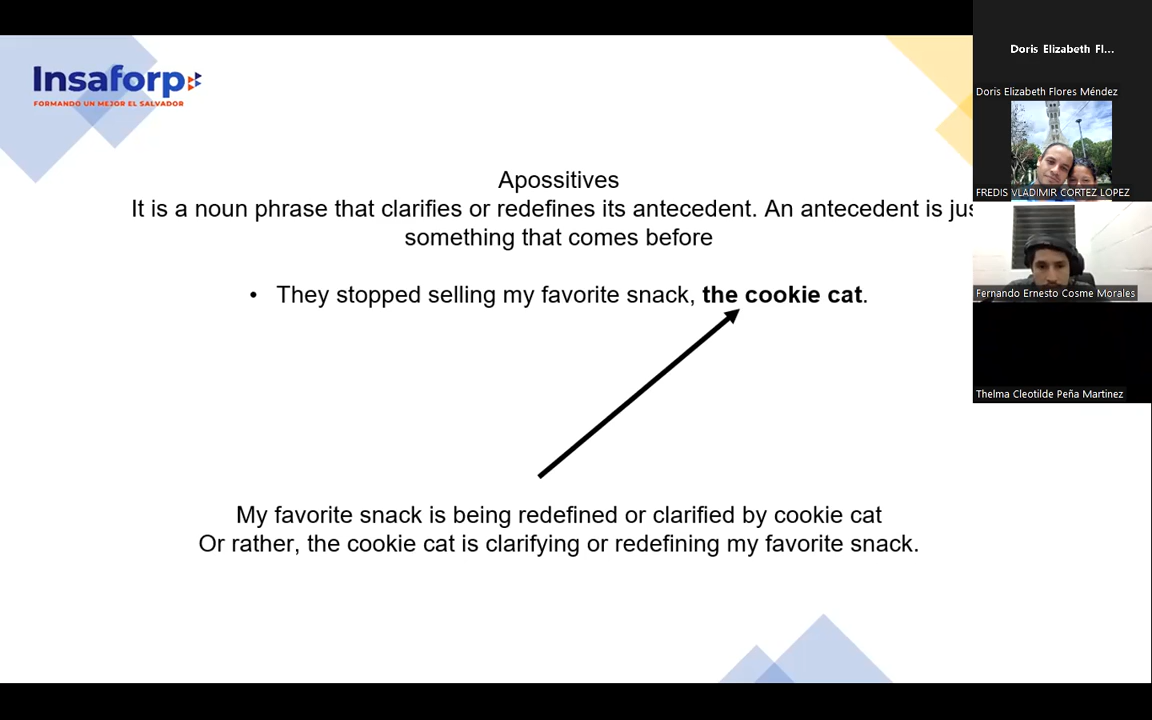 Insaforp
FORMANDO UN MEJOR EL SALVADOR
Apossitives
It is a noun phrase that clarifies or redefines its antecedent. An antecedent is
something that comes before
• They stopped selling my favorite snack, the cookie cat.
My favorite snack is being redefined or clarified by cookie cat
Or rather, the cookie cat is clarifying or redefining my favorite snack.
Doris Elizabeth Fl...
Doris Elizabeth Flores Méndez
FREDIS VLADIMIR CORTEZ LOPEZ
Fernando Ernesto Cosme Morales
Thelma Cleotilde Peña Martinez